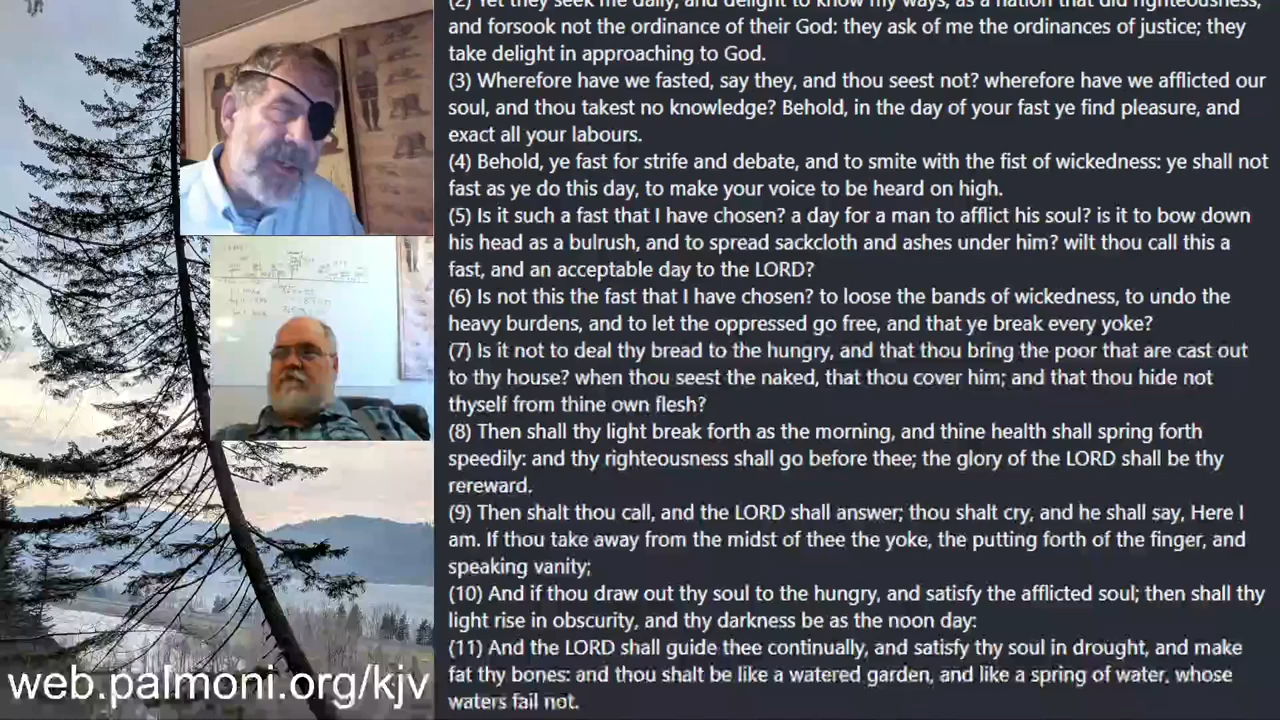 (2) Yet they seek me daily, and delight to know my ways, as a nation that did righteousness,
and forsook not the ordinance of their God: they ask of me the ordinances of justice; they
take delight in approaching to God.
(3) Wherefore have we fasted, say they, and thou seest not? wherefore have we afflicted our
soul, and thou takest no knowledge? Behold, in the day of your fast ye find pleasure, and
exact all your labours.
(4) Behold, ye fast for strife and debate, and to smite with the fist of wickedness: ye shall not
fast as ye do this day, to make your voice to be heard on high.
(5) Is it such a fast that I have chosen? a day for a man to afflict his soul? is it to bow down
his head as a bulrush, and to spread sackcloth and ashes under him? wilt thou call this a
fast, and an acceptable day to the LORD?
(6) Is not this the fast that I have chosen? to loose the bands of wickedness, to undo the
heavy burdens, and to let the oppressed go free, and that ye break every yoke?
(7) Is it not to deal thy bread to the hungry, and that thou bring the poor that are cast out
to thy house? when thou seest the naked, that thou cover him; and that thou hide not
thyself from thine own flesh?
(8) Then shall thy light break forth as the morning, and thine health shall spring forth
speedily: and thy righteousness shall go before thee; the glory of the LORD shall be thy
rereward.
(9) Then shalt thou call, and the LORD shall answer; thou shalt cry, and he shall say, Here I
am. If thou take away from the midst of thee the yoke, the putting forth of the finger, and
speaking vanity;
(10) And if thou draw out thy soul to the hungry, and satisfy the afflicted soul; then shall thy
light rise in obscurity, and thy darkness be as the noon day:
(11) And the LORD shall guide thee continually, and satisfy thy soul in drought, and make
fat thy bones: and thou shalt be like a watered garden, and like a spring of water, whose
waters fail not.
web.palmoni.org/kjv